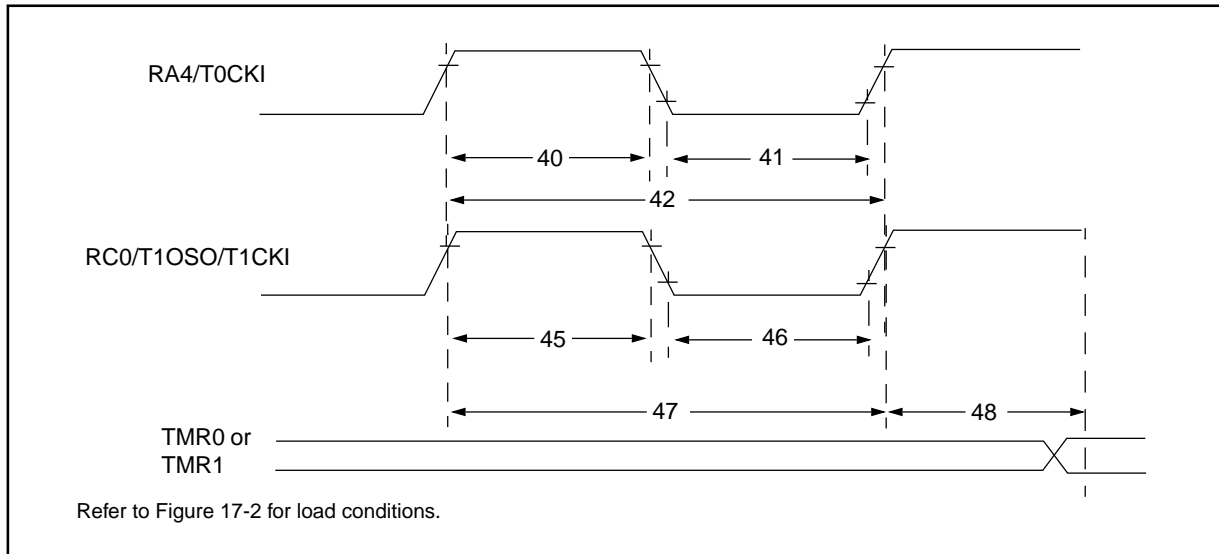 RA4/T0CKI
40
41
42
RC0/T1OSO/T1CKI
45
46
47
48
TMR0 or
TMR1
Refer to Figure 17-2 for load conditions.